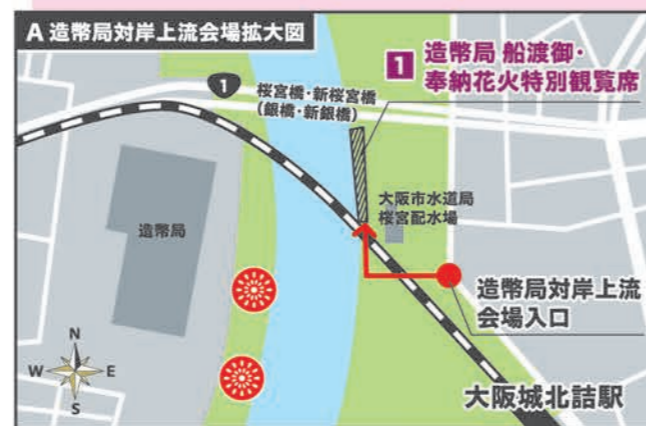 A 造幣局対岸上流会場拡大図
1 造幣局 船渡御・
奉納花火特別観覧席
1
桜宮橋・新桜宮橋
(銀橋・新銀橋)
大阪市水道局
桜宮配水場
造幣局
造幣局対岸上流
会場入口
N
W E
S
大阪城北詰駅